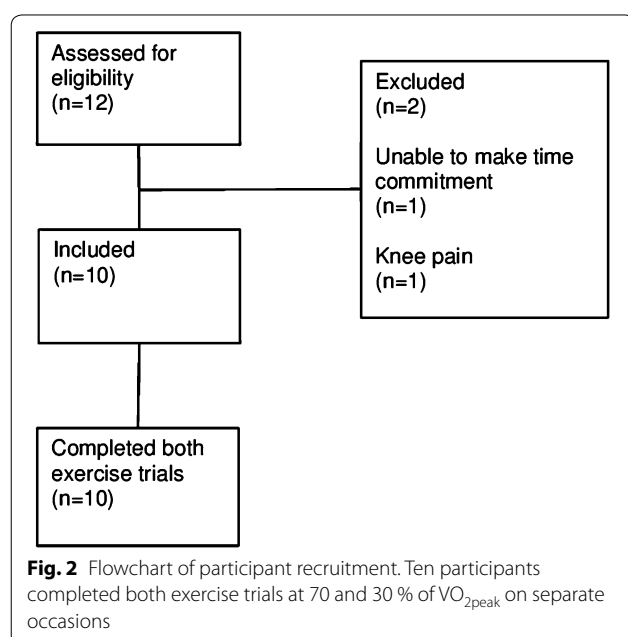 Assessed for
eligibility
(n=12)
Excluded
(n=2)
Unable to make time
commitment
(n=1)
Knee pain
(n=1)
Included
(n=10)
Completed both
exercise trials
(n=10)
Fig. 2 Flowchart of participant recruitment. Ten participants
completed both exercise trials at 70 and 30 % of VO2peak on separate
occasions